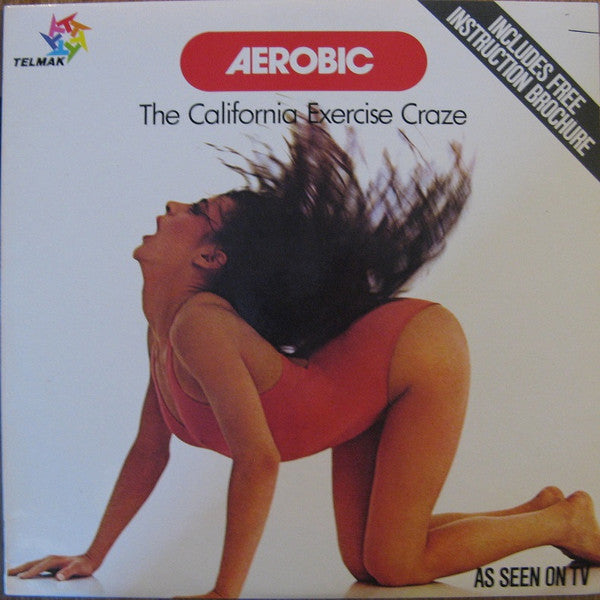 TELMAK
AEROBIC
The California Exercise Craze
INCLUDES FREE
INSTRUCTION BROCHURE
AS SEEN ON TV